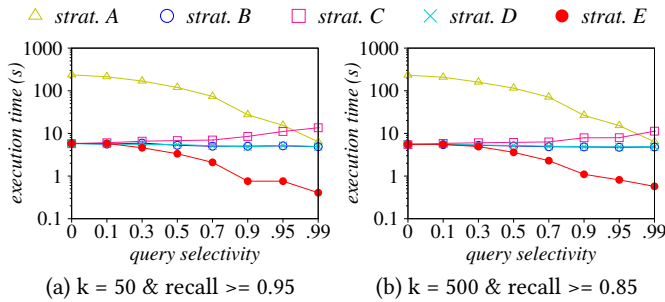 strat. A strat. B strat. C strat. D strat. E
execution time (s)
1000
100
10
1
0.1
0 0.1 0.3 0.5 0.7 .9 .95 .99
query selectivity
(a) k = 50 & recall >= 0.95
execution time (s)
1000
100
10
1
0.1
0 0.1 0.3 0.5 0.7 .9 .95 .99
query selectivity
(b) k = 500 & recall >= 0.85